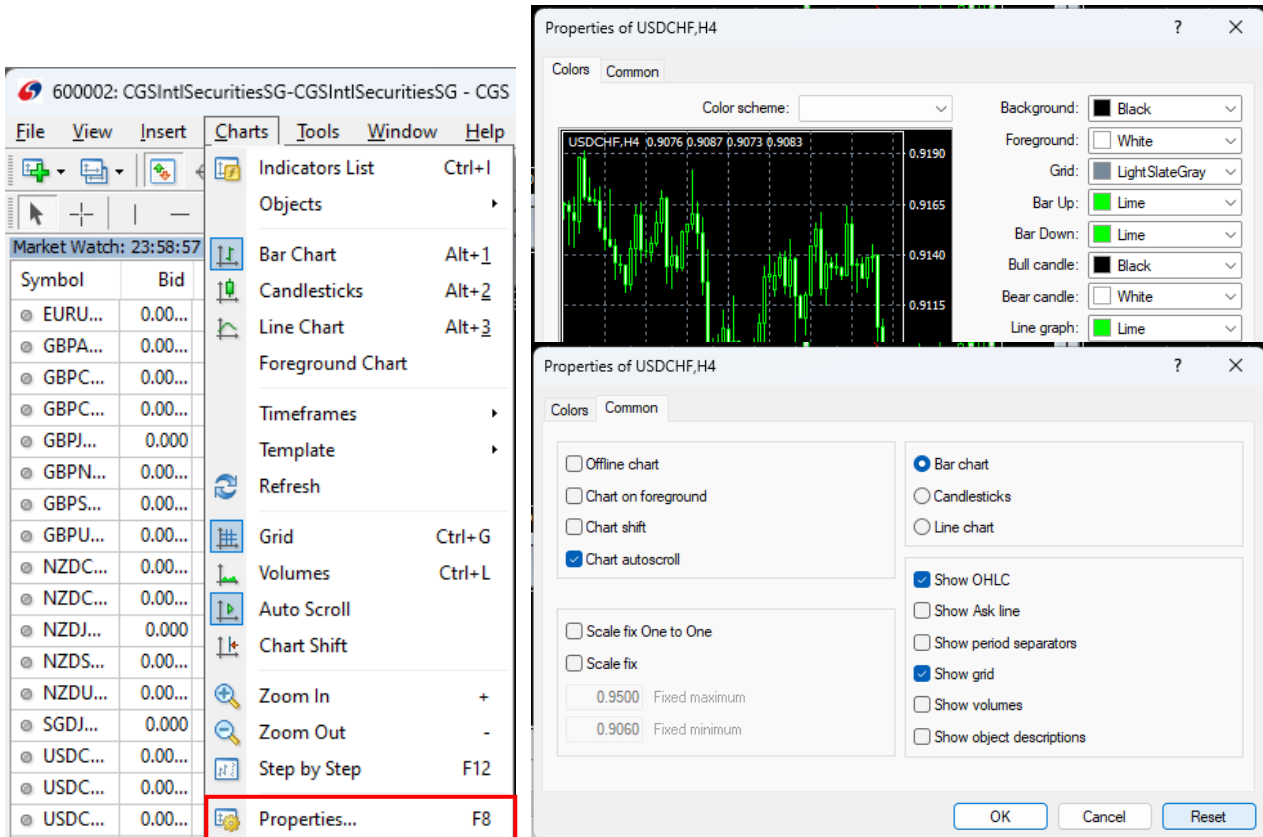 600002: CGSIntlSecuritiesSG-CGSIntlSecuritiesSG - CGS
File View Insert Charts Tools Window Help
Market Watch: 23:58:57
Symbol Bid
EURU... 0.00...
GBPA... 0.00...
GBPC... 0.00...
GBPC... 0.00...
GBPJ... 0.000
GBPN... 0.00...
GBPS... 0.00...
GBPU... 0.00...
NZDC... 0.00...
NZDC... 0.00...
NZDJ... 0.000
NZDS... 0.00...
NZDU... 0.00...
SGDJ... 0.000
USDC... 0.00...
USDC... 0.00...
USDC... 0.00...
Indicators List Ctrl+I
Objects
Bar Chart Alt+1
Candlesticks Alt+2
Line Chart Alt+3
Foreground Chart
Timeframes
Template
Refresh
Grid Ctrl+G
Volumes Ctrl+L
Auto Scroll
Chart Shift
Zoom In +
Zoom Out -
Step by Step F12
Properties... F8
Properties of USDCHF,H4 ?
Colors Common
Color scheme:
USDCHF,H4 0.9076 0.9087 0.9073 0.9083
0.9190
0.9165
0.9140
0.9115
Background: Black
Foreground: White
Grid: LightSlateGray
Bar Up: Lime
Bar Down: Lime
Bull candle: Black
Bear candle: White
Line graph: Lime
Properties of USDCHF,H4 ?
Colors Common
Offline chart
Chart on foreground
Chart shift
Chart autoscroll
Scale fix One to One
Scale fix
0.9500 Fixed maximum
0.9060 Fixed minimum
Bar chart
Candlesticks
Line chart
Show OHLC
Show Ask line
Show period separators
Show grid
Show volumes
Show object descriptions
OK Cancel Reset